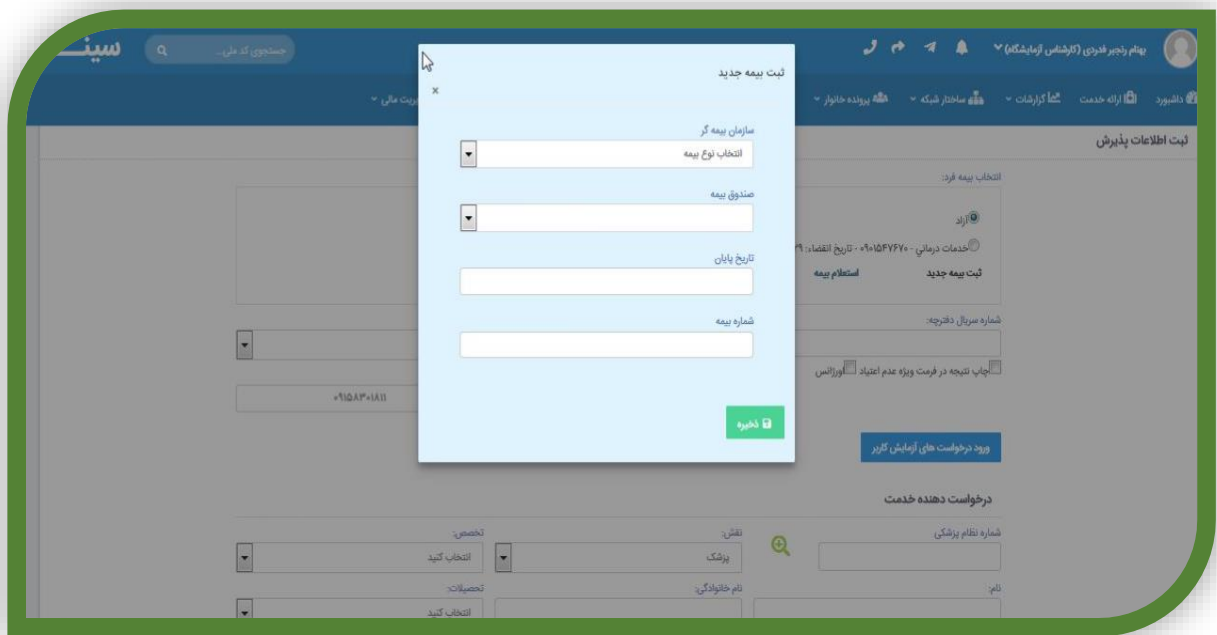 بهنام رنجبر قدردی (کارشناس آزمایشگاه)
جستجوی کد ملی...
سینــ
داشبورد ارائه خدمت گزارشات ساختار شبکه پرونده خانوار
ثبت اطلاعات پذیرش
ثبت بیمه جدید
x
سازمان بیمه گر
انتخاب نوع بیمه
صندوق بیمه
تاریخ پایان
شماره بیمه
ذخیره
انتخاب بیمه فرد:
آزاد
خدمات درمانی - ۰۹۰۱۵۴۷۶۷۰ - تاریخ انقضاء:
ثبت بیمه جدید استعلام بیمه
شماره سریال دفترچه:
چاپ نتیجه در فرمت ویژه عدم اعتیاد اورژانس
۰۹۱۵۸۳۰۱۸۱۱
ورود درخواست های آزمایش کاربر
درخواست دهنده خدمت
شماره نظام پزشکی نقش: تخصص:
پزشک انتخاب کنید
نام: نام خانوادگی: تحصیلات:
انتخاب کنید